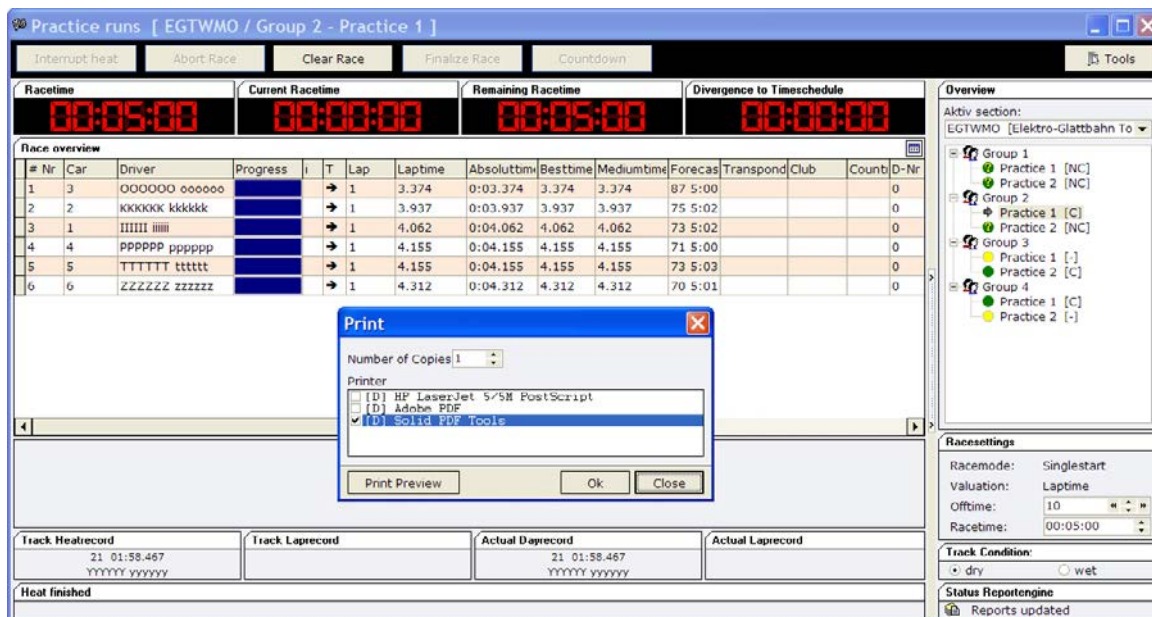 Practice runs [ EGTWMO / Group 2 - Practice 1 ]
Interrupt heat Abort Race Clear Race Finalize Race Countdown Tools
Racetime Current Racetime Remaining Racetime Divergence to Timeschedule
00:05:00 00:00:00 00:05:00 00:00:00
Race overview
# Nr Car Driver Progress T Lap Laptime Absoluttim Besttime Mediumtime Forecas Transpond Club Count D-Nr
1 3 OOOOOO oooooo 1 3.374 0:03.374 3.374 3.374 87 5:00 0
2 2 KKKKKK kkkkkk 1 3.937 0:03.937 3.937 3.937 75 5:02 0
3 1 IIIIII iiiiii 1 4.062 0:04.062 4.062 4.062 73 5:02 0
4 4 PPPPPP pppppp 1 4.155 0:04.155 4.155 4.155 71 5:00 0
5 5 TTTTTT tttttt 1 4.155 0:04.155 4.155 4.155 73 5:03 0
6 6 ZZZZZZ zzzzzz 1 4.312 0:04.312 4.312 4.312 70 5:01 0
Print
Number of Copies 1
Printer
[D] HP LaserJet 5/5M PostScript
[D] Adobe PDF
[D] Solid PDF Tools
Print Preview Ok Close
Track Heatrecord Track Laprecord Actual Dayrecord Actual Laprecord
21 01:58.467 21 01:58.467
YYYYYY yyyyyy YYYYYY yyyyyy
Heat finished
Overview
Aktiv section:
EGTWMO [Elektro-Glattbahn To
Group 1
Practice 1 [NC]
Practice 2 [NC]
Group 2
Practice 1 [C]
Practice 2 [NC]
Group 3
Practice 1 [-]
Practice 2 [C]
Group 4
Practice 1 [C]
Practice 2 [-]
Racesettings
Racemode: Singlestart
Valuation: Laptime
Offtime: 10
Racetime: 00:05:00
Track Condition:
dry wet
Status Reportengine
Reports updated